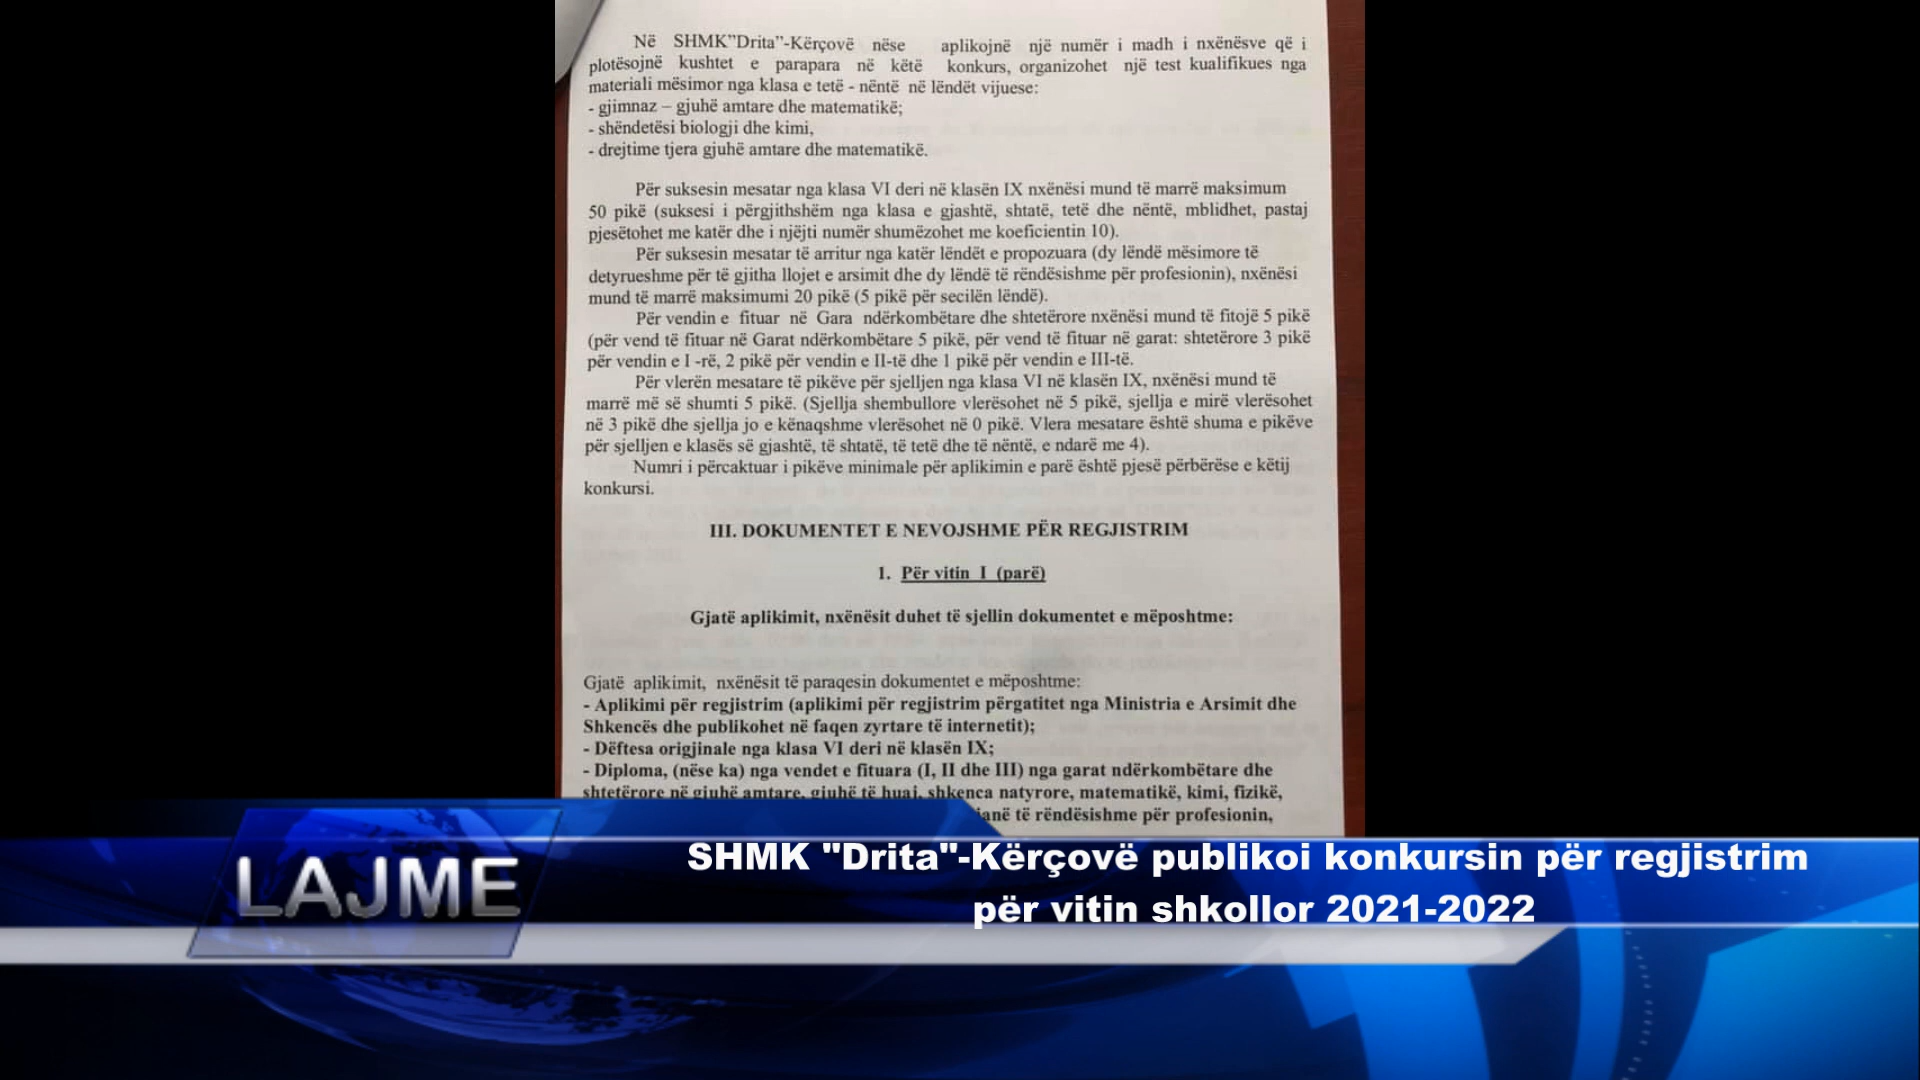 Në SHMK”Drita”-Kërçovë nëse aplikojnë një numër i madh i nxënësve që i
plotësojnë kushtet e parapara në këtë konkurs, organizohet një test kualifikues nga
materiali mësimor nga klasa e tetë - nëntë në lëndët vijuese:
- gjimnaz – gjuhë amtare dhe matematikë;
- shëndetësi biologji dhe kimi,
- drejtime tjera gjuhë amtare dhe matematikë.
Për suksesin mesatar nga klasa VI deri në klasën IX nxënësi mund të marrë maksimum
50 pikë (suksesi i përgjithshëm nga klasa e gjashtë, shtatë, tetë dhe nëntë, mblidhet, pastaj
pjesëtohet me katër dhe i njëjti numër shumëzohet me koeficientin 10).
Për suksesin mesatar të arritur nga katër lëndët e propozuara (dy lëndë mësimore të
detyrueshme për të gjitha llojet e arsimit dhe dy lëndë të rëndësishme për profesionin), nxënësi
mund të marrë maksimumi 20 pikë (5 pikë për secilën lëndë).
Për vendin e fituar në Gara ndërkombëtare dhe shtetërore nxënësi mund të fitojë 5 pikë
(për vend të fituar në Garat ndërkombëtare 5 pikë, për vend të fituar në garat: shtetërore 3 pikë
për vendin e I -rë, 2 pikë për vendin e II-të dhe 1 pikë për vendin e III-të.
Për vlerën mesatare të pikëve për sjelljen nga klasa VI në klasën IX, nxënësi mund të
marrë më së shumti 5 pikë. (Sjellja shembullore vlerësohet në 5 pikë, sjellja e mirë vlerësohet
në 3 pikë dhe sjellja jo e kënaqshme vlerësohet në 0 pikë. Vlera mesatare është shuma e pikëve
për sjelljen e klasës së gjashtë, të shtatë, të tetë dhe të nëntë, e ndarë me 4).
Numri i përcaktuar i pikëve minimale për aplikimin e parë është pjesë përbërëse e këtij
konkursi.
III. DOKUMENTET E NEVOJSHME PËR REGJISTRIM
1. Për vitin I (parë)
Gjatë aplikimit, nxënësit duhet të sjellin dokumentet e mëposhtme:
Gjatë aplikimit, nxënësit të paraqesin dokumentet e mëposhtme:
- Aplikimi për regjistrim (aplikimi për regjistrim përgatitet nga Ministria e Arsimit dhe
Shkencës dhe publikohet në faqen zyrtare të internetit);
- Dëftesa origjinale nga klasa VI deri në klasën IX;
- Diploma, (nëse ka) nga vendet e fituara (I, II dhe III) nga garat ndërkombëtare dhe
shtetërore në gjuhë amtare, gjuhë të huaj, shkenca natyrore, matematikë, kimi, fizikë,
janë të rëndësishme për profesionin,
LAJME
SHMK "Drita"-Kërçovë publikoi konkursin për regjistrim
për vitin shkollor 2021-2022